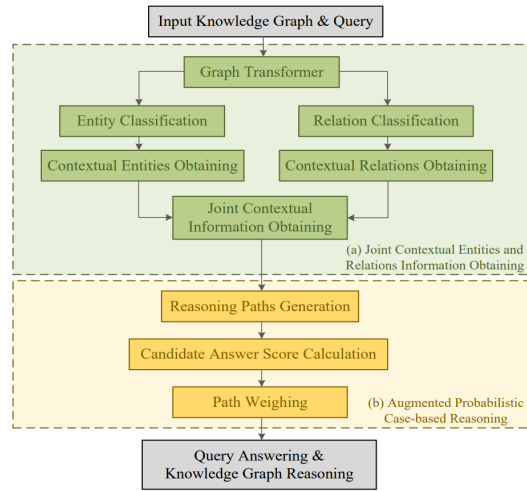 Input Knowledge Graph & Query
Graph Transformer
Entity Classification
Relation Classification
Contextual Entities Obtaining
Contextual Relations Obtaining
Joint Contextual
Information Obtaining
(a) Joint Contextual Entities and
Relations Information Obtaining
Reasoning Paths Generation
Candidate Answer Score Calculation
Path Weighing
(b) Augmented Probabilistic
Case-based Reasoning
Query Answering &
Knowledge Graph Reasoning